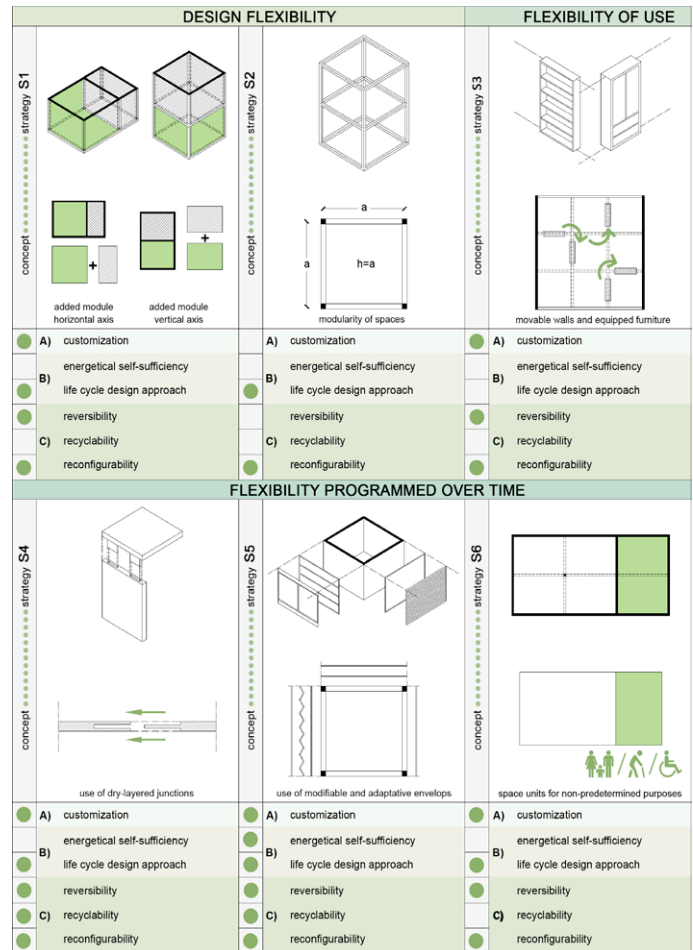 DESIGN FLEXIBILITY
FLEXIBILITY OF USE
concept strategy S1
added module
horizontal axis
added module
vertical axis
+
+
A) customization
B) energetical self-sufficiency
life cycle design approach
C) reversibility
recyclability
reconfigurability
concept strategy S2
a
a
h=a
modularity of spaces
A) customization
B) energetical self-sufficiency
life cycle design approach
C) reversibility
recyclability
reconfigurability
concept strategy S3
movable walls and equipped furniture
A) customization
B) energetical self-sufficiency
life cycle design approach
C) reversibility
recyclability
reconfigurability
FLEXIBILITY PROGRAMMED OVER TIME
concept strategy S4
use of dry-layered junctions
A) customization
B) energetical self-sufficiency
life cycle design approach
C) reversibility
recyclability
reconfigurability
concept strategy S5
use of modifiable and adaptative envelops
A) customization
B) energetical self-sufficiency
life cycle design approach
C) reversibility
recyclability
reconfigurability
concept strategy S6
space units for non-predetermined purposes
A) customization
B) energetical self-sufficiency
life cycle design approach
C) reversibility
recyclability
reconfigurability